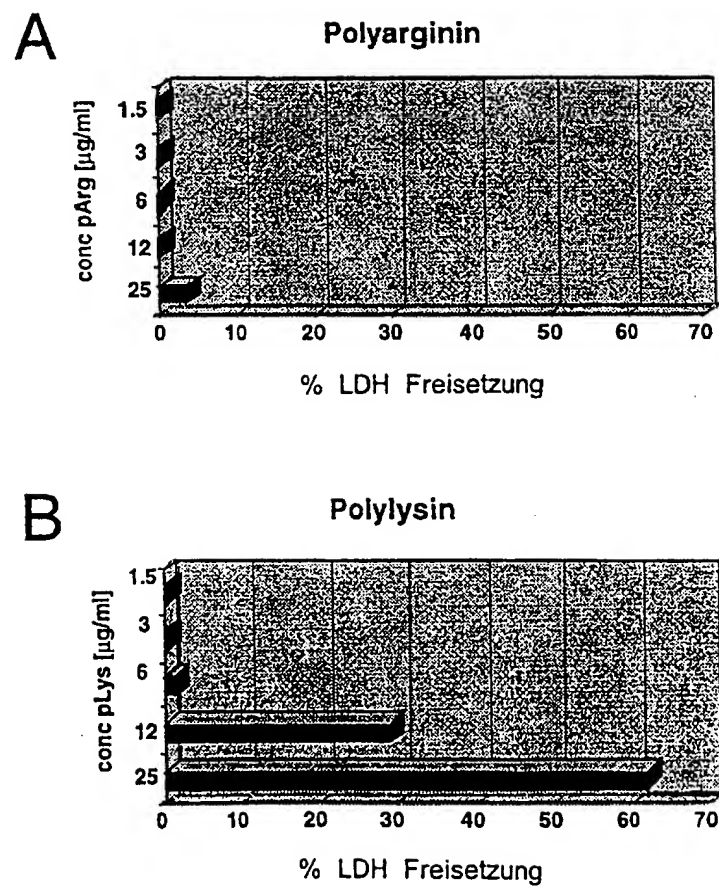 A
Polyarginin
conc pArg [µg/ml]
1.5
3
6
12
25
0 10 20 30 40 50 60 70
% LDH Freisetzung
B
Polylysin
conc pLys [µg/ml]
1.5
3
6
12
25
0 10 20 30 40 50 60 70
% LDH Freisetzung